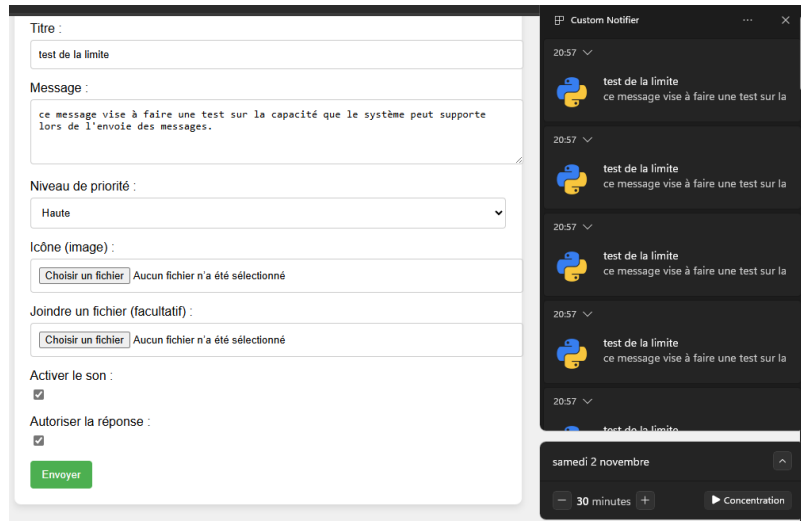 Titre :
test de la limite
Message :
ce message vise à faire une test sur la capacité que le système peut supporte
lors de l'envoie des messages.
Niveau de priorité :
Haute
Icône (image) :
Choisir un fichier Aucun fichier n'a été sélectionné
Joindre un fichier (facultatif) :
Choisir un fichier Aucun fichier n'a été sélectionné
Activer le son :
Autoriser la réponse :
Envoyer
Custom Notifier
20:57
test de la limite
ce message vise à faire une test sur la
20:57
test de la limite
ce message vise à faire une test sur la
20:57
test de la limite
ce message vise à faire une test sur la
20:57
test de la limite
ce message vise à faire une test sur la
20:57
test de la limite
samedi 2 novembre
30 minutes
Concentration